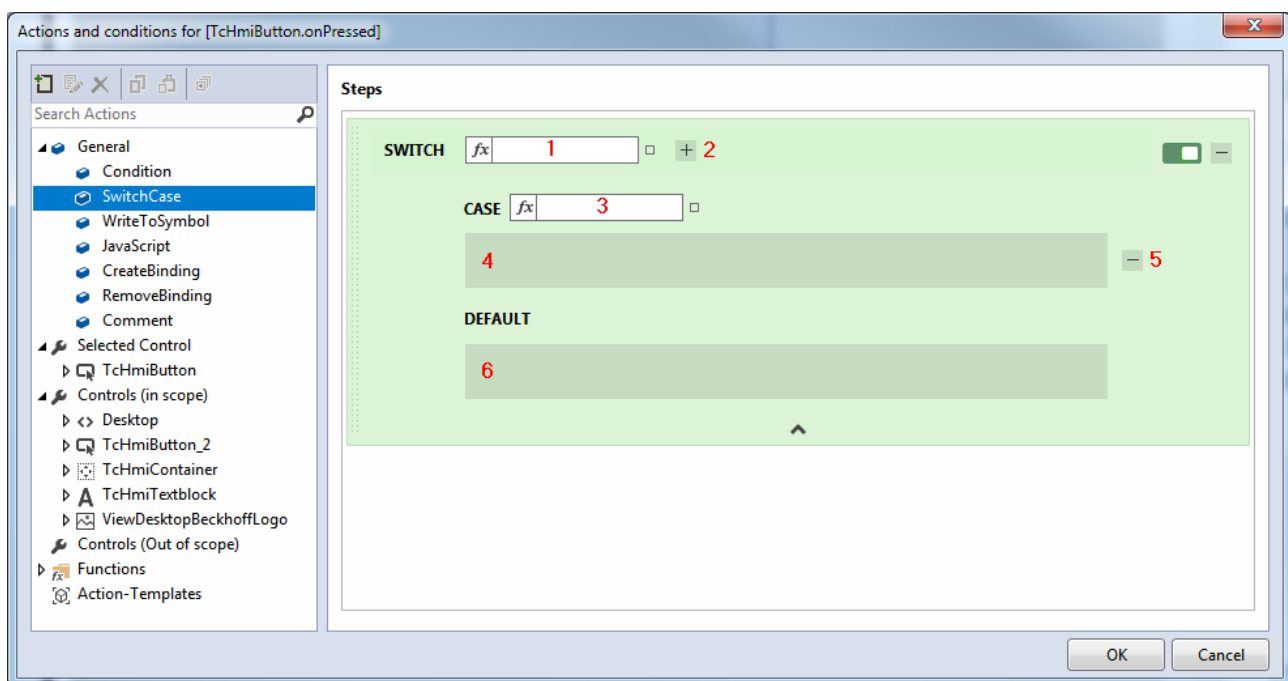 Actions and conditions for [TcHmiButton.onPressed]
Search Actions
General
Condition
SwitchCase
WriteToSymbol
JavaScript
CreateBinding
RemoveBinding
Comment
Selected Control
TcHmiButton
Controls (in scope)
Desktop
TcHmiButton_2
TcHmiContainer
TcHmiTextblock
ViewDesktopBeckhoffLogo
Controls (Out of scope)
Functions
Action-Templates
Steps
SWITCH fx 1 + 2
CASE fx 3
4
5
DEFAULT
6
OK Cancel